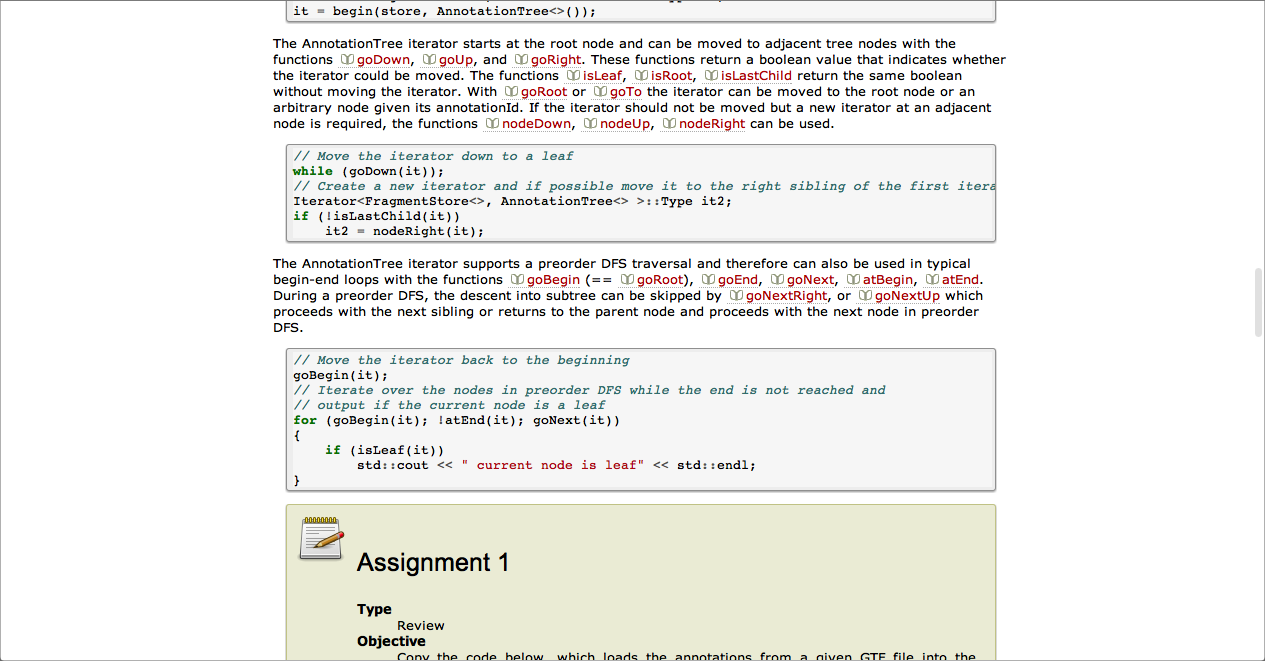 it = begin(store, AnnotationTree<>());
The AnnotationTree iterator starts at the root node and can be moved to adjacent tree nodes with the
functions goDown, goUp, and goRight. These functions return a boolean value that indicates whether
the iterator could be moved. The functions isLeaf, isRoot, isLastChild return the same boolean
without moving the iterator. With goRoot or goTo the iterator can be moved to the root node or an
arbitrary node given its annotationId. If the iterator should not be moved but a new iterator at an adjacent
node is required, the functions nodeDown, nodeUp, nodeRight can be used.
// Move the iterator down to a leaf
while (goDown(it));
// Create a new iterator and if possible move it to the right sibling of the first itera
Iterator<FragmentStore<>, AnnotationTree<> >::Type it2;
if (!isLastChild(it))
    it2 = nodeRight(it);
The AnnotationTree iterator supports a preorder DFS traversal and therefore can also be used in typical
begin-end loops with the functions goBegin (== goRoot), goEnd, goNext, atBegin, atEnd.
During a preorder DFS, the descent into subtree can be skipped by goNextRight, or goNextUp which
proceeds with the next sibling or returns to the parent node and proceeds with the next node in preorder
DFS.
// Move the iterator back to the beginning
goBegin(it);
// Iterate over the nodes in preorder DFS while the end is not reached and
// output if the current node is a leaf
for (goBegin(it); !atEnd(it); goNext(it))
{
    if (isLeaf(it))
        std::cout << " current node is leaf" << std::endl;
}
Assignment 1
Type
Review
Objective
Copy the code below, which loads the annotations from a given GTF file into the